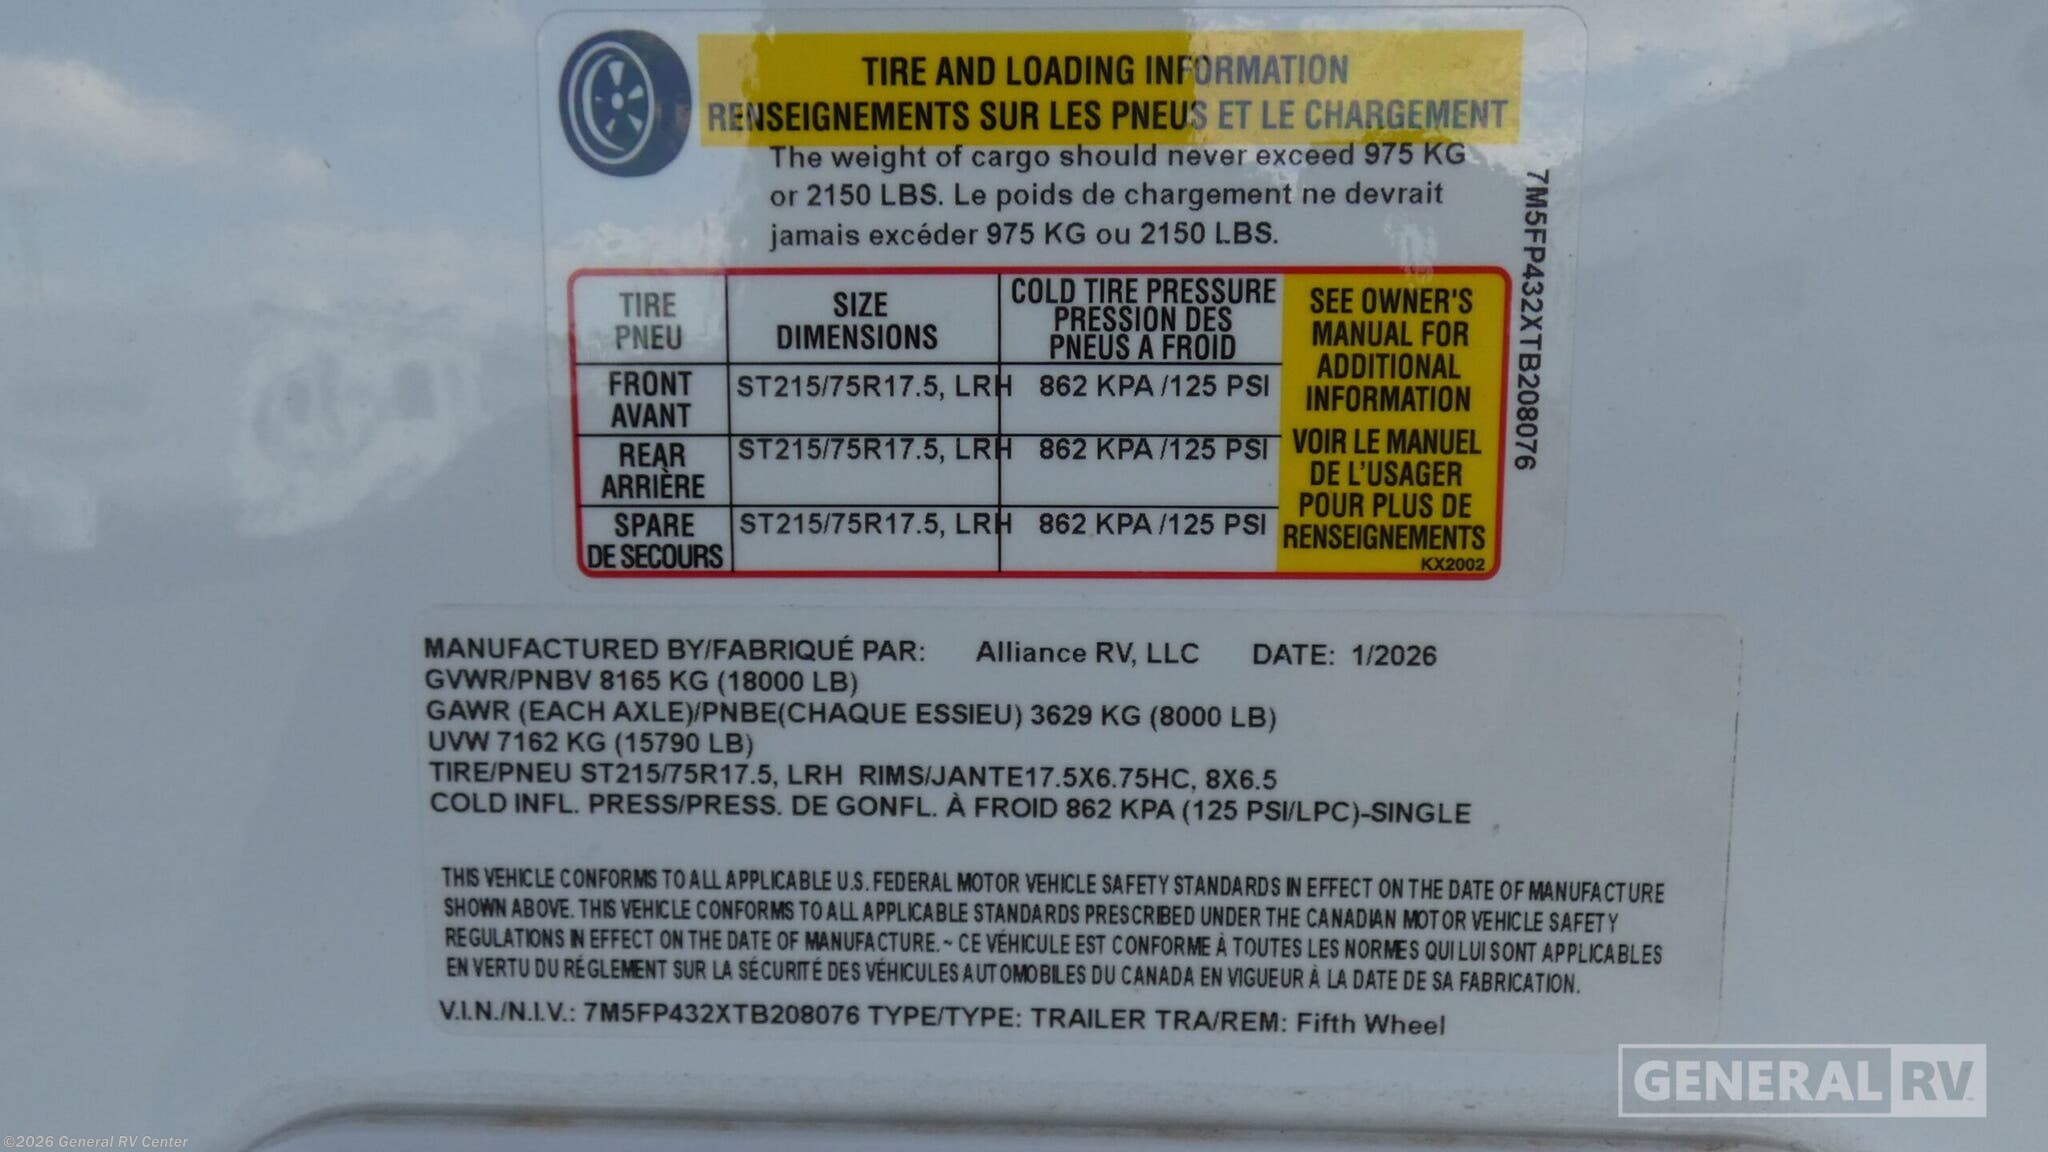 TIRE AND LOADING INFORMATION
RENSEIGNEMENTS SUR LES PNEUS ET LE CHARGEMENT
The weight of cargo should never exceed 975 KG
or 2150 LBS. Le poids de chargement ne devrait
jamais excéder 975 KG ou 2150 LBS.
7M5FP432XTB208076
TIRE
PNEU
SIZE
DIMENSIONS
COLD TIRE PRESSURE
PRESSION DES
PNEUS A FROID
FRONT
AVANT
ST215/75R17.5, LRH
862 KPA /125 PSI
REAR
ARRIÈRE
ST215/75R17.5, LRH
862 KPA /125 PSI
SPARE
DE SECOURS
ST215/75R17.5, LRH
862 KPA /125 PSI
SEE OWNER'S
MANUAL FOR
ADDITIONAL
INFORMATION
VOIR LE MANUEL
DE L'USAGER
POUR PLUS DE
RENSEIGNEMENTS
KX2002
MANUFACTURED BY/FABRIQUÉ PAR: Alliance RV, LLC DATE: 1/2026
GVWR/PNBV 8165 KG (18000 LB)
GAWR (EACH AXLE)/PNBE(CHAQUE ESSIEU) 3629 KG (8000 LB)
UVW 7162 KG (15790 LB)
TIRE/PNEU ST215/75R17.5, LRH RIMS/JANTE17.5X6.75HC, 8X6.5
COLD INFL. PRESS/PRESS. DE GONFL. À FROID 862 KPA (125 PSI/LPC)-SINGLE
THIS VEHICLE CONFORMS TO ALL APPLICABLE U.S. FEDERAL MOTOR VEHICLE SAFETY STANDARDS IN EFFECT ON THE DATE OF MANUFACTURE
SHOWN ABOVE. THIS VEHICLE CONFORMS TO ALL APPLICABLE STANDARDS PRESCRIBED UNDER THE CANADIAN MOTOR VEHICLE SAFETY
REGULATIONS IN EFFECT ON THE DATE OF MANUFACTURE. ~ CE VÉHICULE EST CONFORME À TOUTES LES NORMES QUI LUI SONT APPLICABLES
EN VERTU DU RÉGLEMENT SUR LA SÉCURITÉ DES VÉHICULES AUTOMOBILES DU CANADA EN VIGUEUR À LA DATE DE SA FABRICATION.
V.I.N./N.I.V.: 7M5FP432XTB208076 TYPE/TYPE: TRAILER TRA/REM: Fifth Wheel
GENERAL RV
©2026 General RV Center